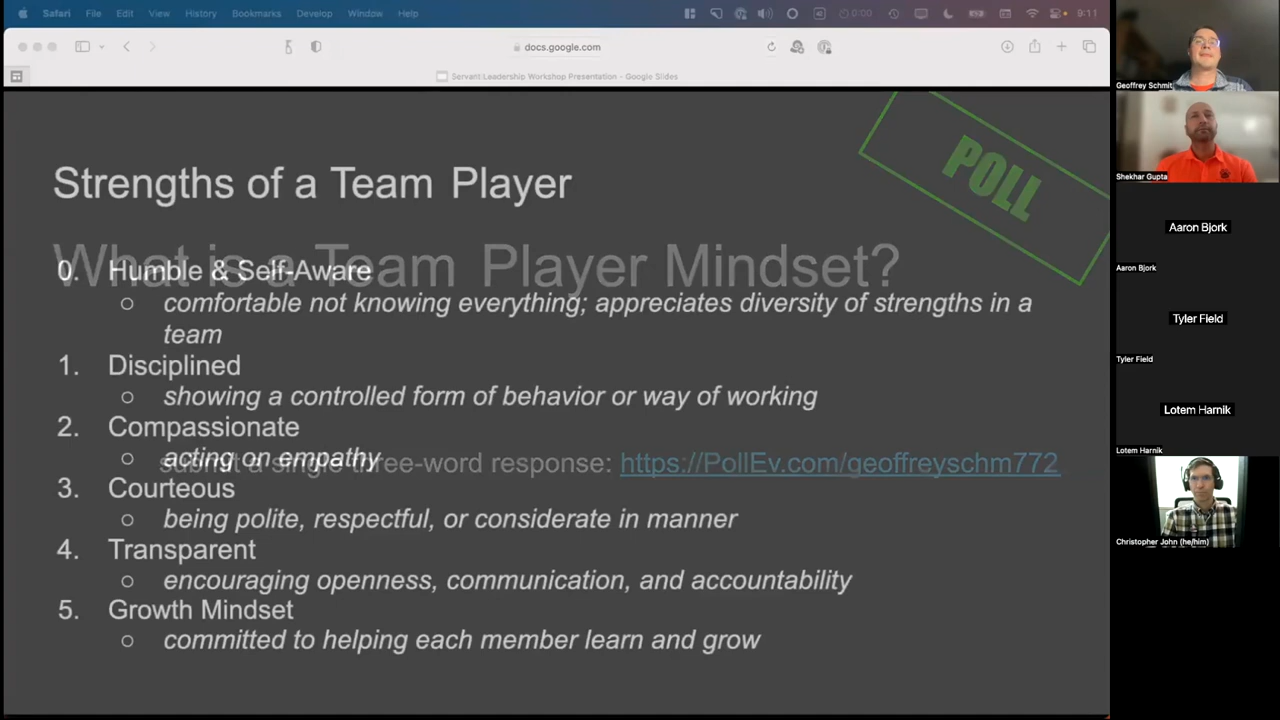 Safari File Edit View History Bookmarks Develop Window Help
0:00
9:11
docs.google.com
Servant Leadership Workshop Presentation - Google Slides
POLL
Strengths of a Team Player
What is a Team Player Mindset?
0. Humble & Self-Aware
○ comfortable not knowing everything; appreciates diversity of strengths in a
team
1. Disciplined
○ showing a controlled form of behavior or way of working
2. Compassionate
○ acting on empathy
submit a single three-word response: https://PollEv.com/geoffreyschm772
3. Courteous
○ being polite, respectful, or considerate in manner
4. Transparent
○ encouraging openness, communication, and accountability
5. Growth Mindset
○ committed to helping each member learn and grow
Geoffrey Schmit
Shekhar Gupta
Aaron Bjork
Aaron Bjork
Tyler Field
Tyler Field
Lotem Harnik
Lotem Harnik
Christopher John (he/him)